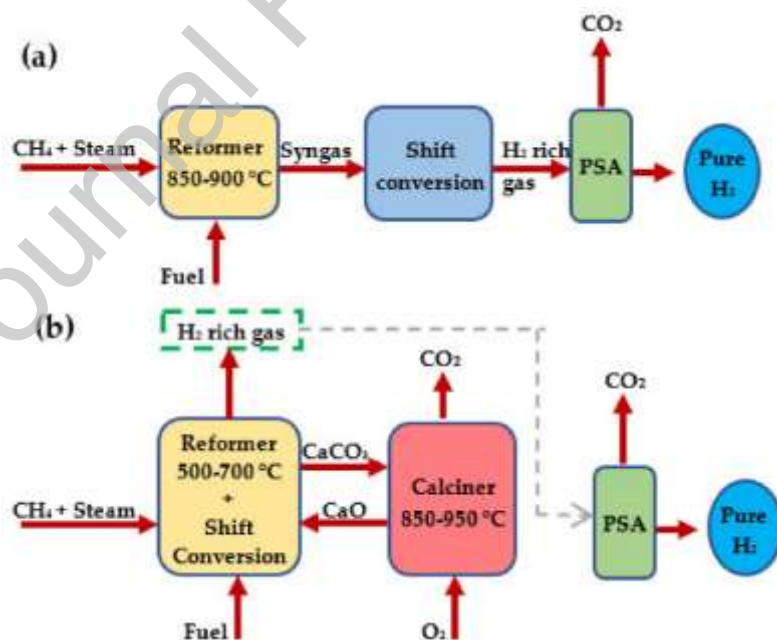 Journal P
(a)
CO₂
CH₄ + Steam
Reformer
850-900 °C
Syngas
Shift
conversion
H₂ rich
gas
PSA
Pure
H₂
Fuel
(b)
H₂ rich gas
CO₂
CO₂
Reformer
500-700 °C
+
Shift
Conversion
CaCO₃
CaO
Calciner
850-950 °C
CH₄ + Steam
PSA
Pure
H₂
Fuel
O₂